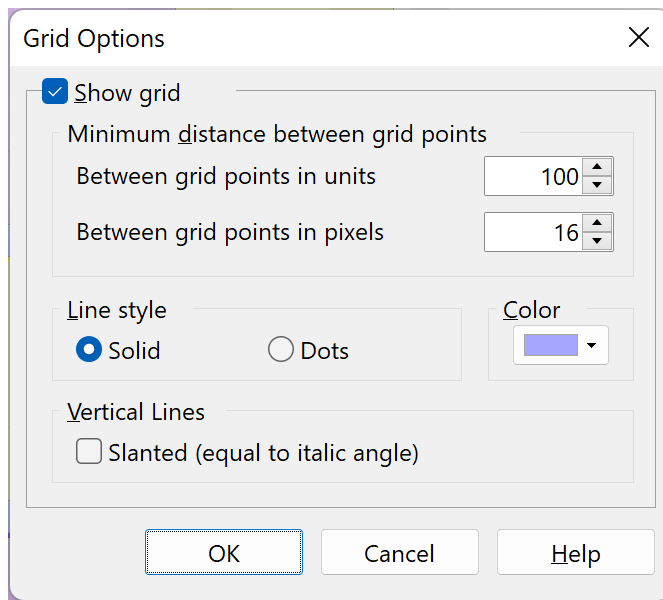 Grid Options
Show grid
Minimum distance between grid points
Between grid points in units 100
Between grid points in pixels 16
Line style
Color
Solid Dots
Vertical Lines
Slanted (equal to italic angle)
OK Cancel Help